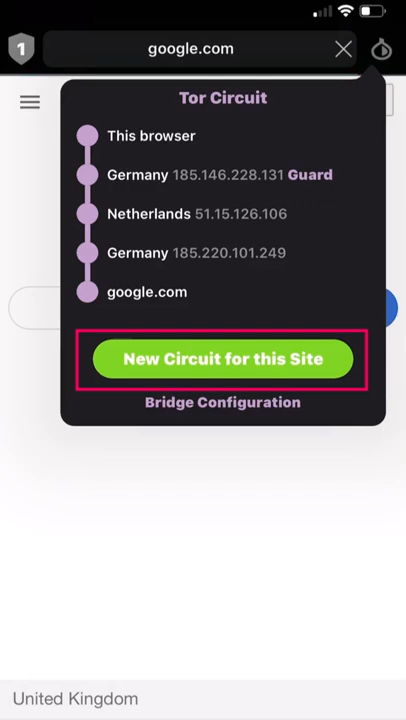 1
google.com
Tor Circuit
This browser
Germany 185.146.228.131 Guard
Netherlands 51.15.126.106
Germany 185.220.101.249
google.com
New Circuit for this Site
Bridge Configuration
United Kingdom